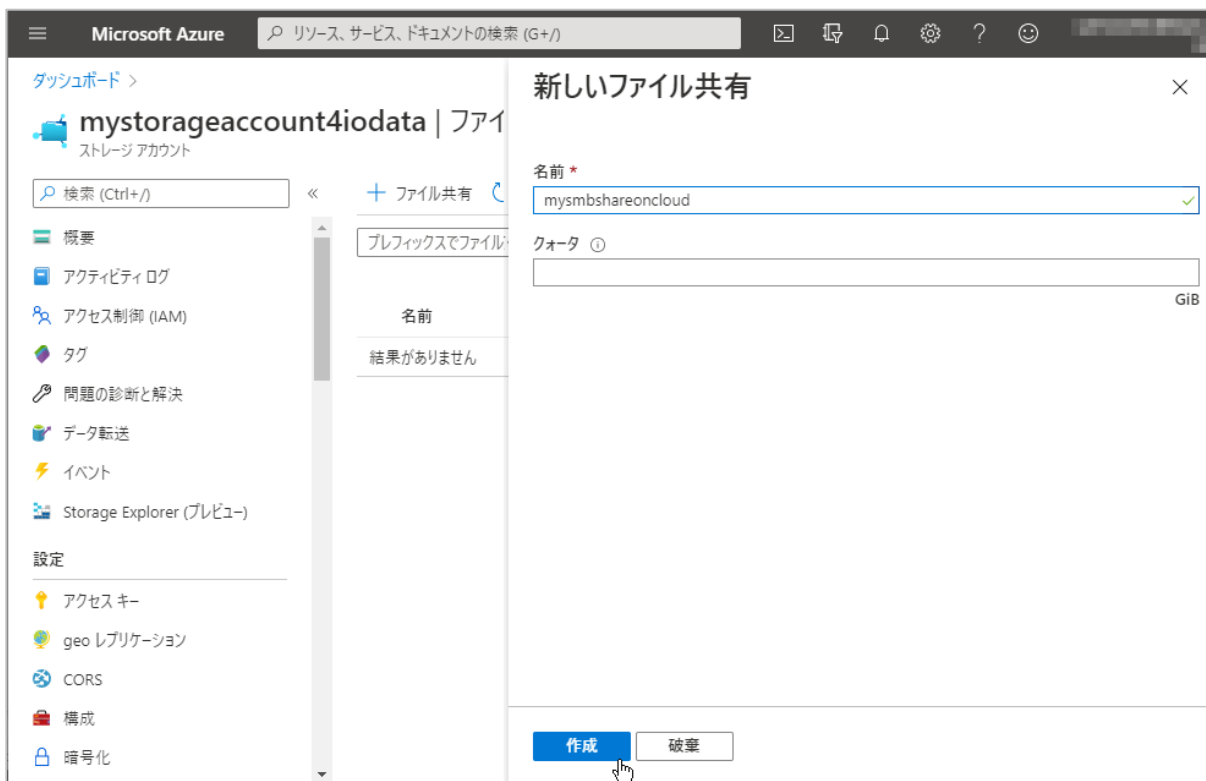 Microsoft Azure
リソース、サービス、ドキュメントの検索 (G+/)
ダッシュボード >
mystorageaccount4iodata | ファイ
ストレージ アカウント
検索 (Ctrl+/)
«
概要
アクティビティ ログ
アクセス制御 (IAM)
タグ
問題の診断と解決
データ転送
イベント
Storage Explorer (プレビュー)
設定
アクセス キー
geo レプリケーション
CORS
構成
暗号化
+ ファイル共有
プレフィックスでファイル
名前
結果がありません
新しいファイル共有
名前 *
mysmbshareoncloud
クォータ
GiB
作成
破棄